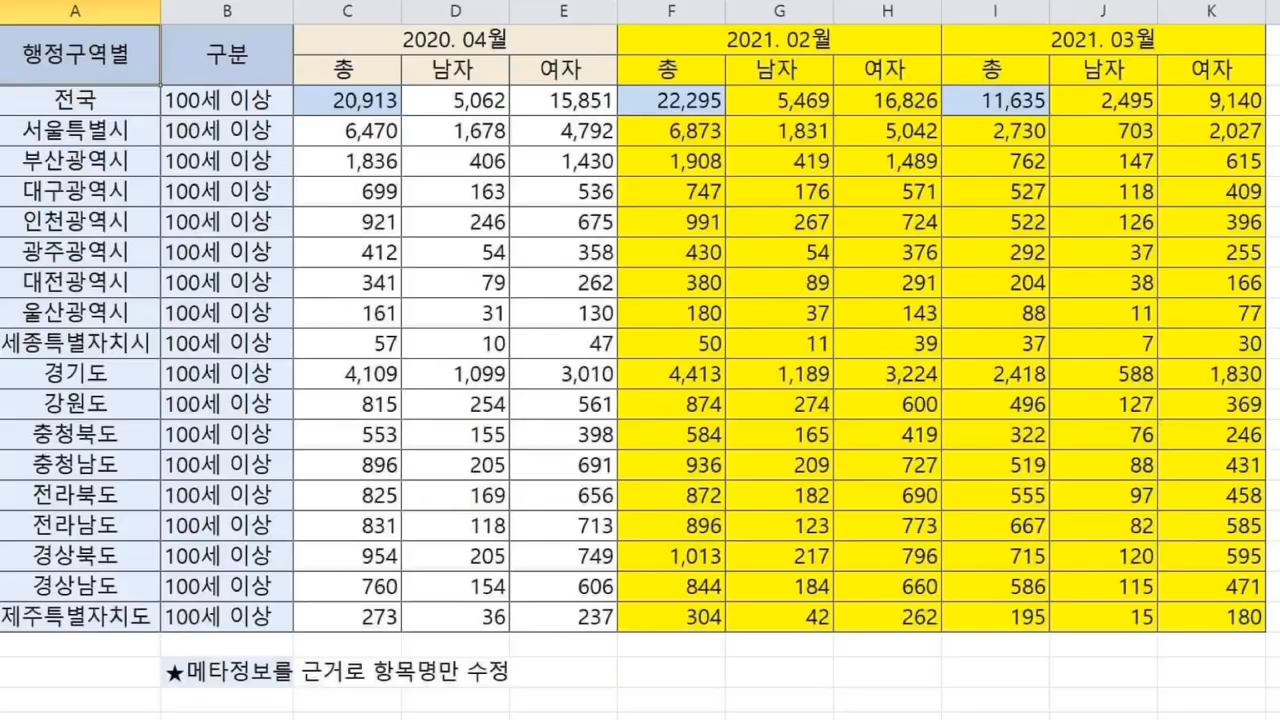 A B C D E F G H I J K
행정구역별 구분 2020. 04월 2021. 02월 2021. 03월
총 남자 여자 총 남자 여자 총 남자 여자
전국 100세 이상 20,913 5,062 15,851 22,295 5,469 16,826 11,635 2,495 9,140
서울특별시 100세 이상 6,470 1,678 4,792 6,873 1,831 5,042 2,730 703 2,027
부산광역시 100세 이상 1,836 406 1,430 1,908 419 1,489 762 147 615
대구광역시 100세 이상 699 163 536 747 176 571 527 118 409
인천광역시 100세 이상 921 246 675 991 267 724 522 126 396
광주광역시 100세 이상 412 54 358 430 54 376 292 37 255
대전광역시 100세 이상 341 79 262 380 89 291 204 38 166
울산광역시 100세 이상 161 31 130 180 37 143 88 11 77
세종특별자치시 100세 이상 57 10 47 50 11 39 37 7 30
경기도 100세 이상 4,109 1,099 3,010 4,413 1,189 3,224 2,418 588 1,830
강원도 100세 이상 815 254 561 874 274 600 496 127 369
충청북도 100세 이상 553 155 398 584 165 419 322 76 246
충청남도 100세 이상 896 205 691 936 209 727 519 88 431
전라북도 100세 이상 825 169 656 872 182 690 555 97 458
전라남도 100세 이상 831 118 713 896 123 773 667 82 585
경상북도 100세 이상 954 205 749 1,013 217 796 715 120 595
경상남도 100세 이상 760 154 606 844 184 660 586 115 471
제주특별자치도 100세 이상 273 36 237 304 42 262 195 15 180
★메타정보를 근거로 항목명만 수정